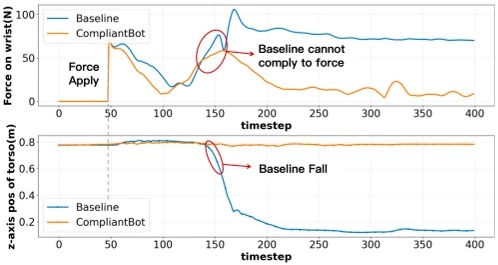 Force on wrist(N)
100
50
0
Baseline
CompliantBot
Force
Apply
Baseline cannot
comply to force
0
50
100
150
200
250
300
350
400
timestep
z-axis pos of torso(m)
0.8
0.6
0.4
0.2
Baseline
CompliantBot
Baseline Fall
0
50
100
150
200
250
300
350
400
timestep